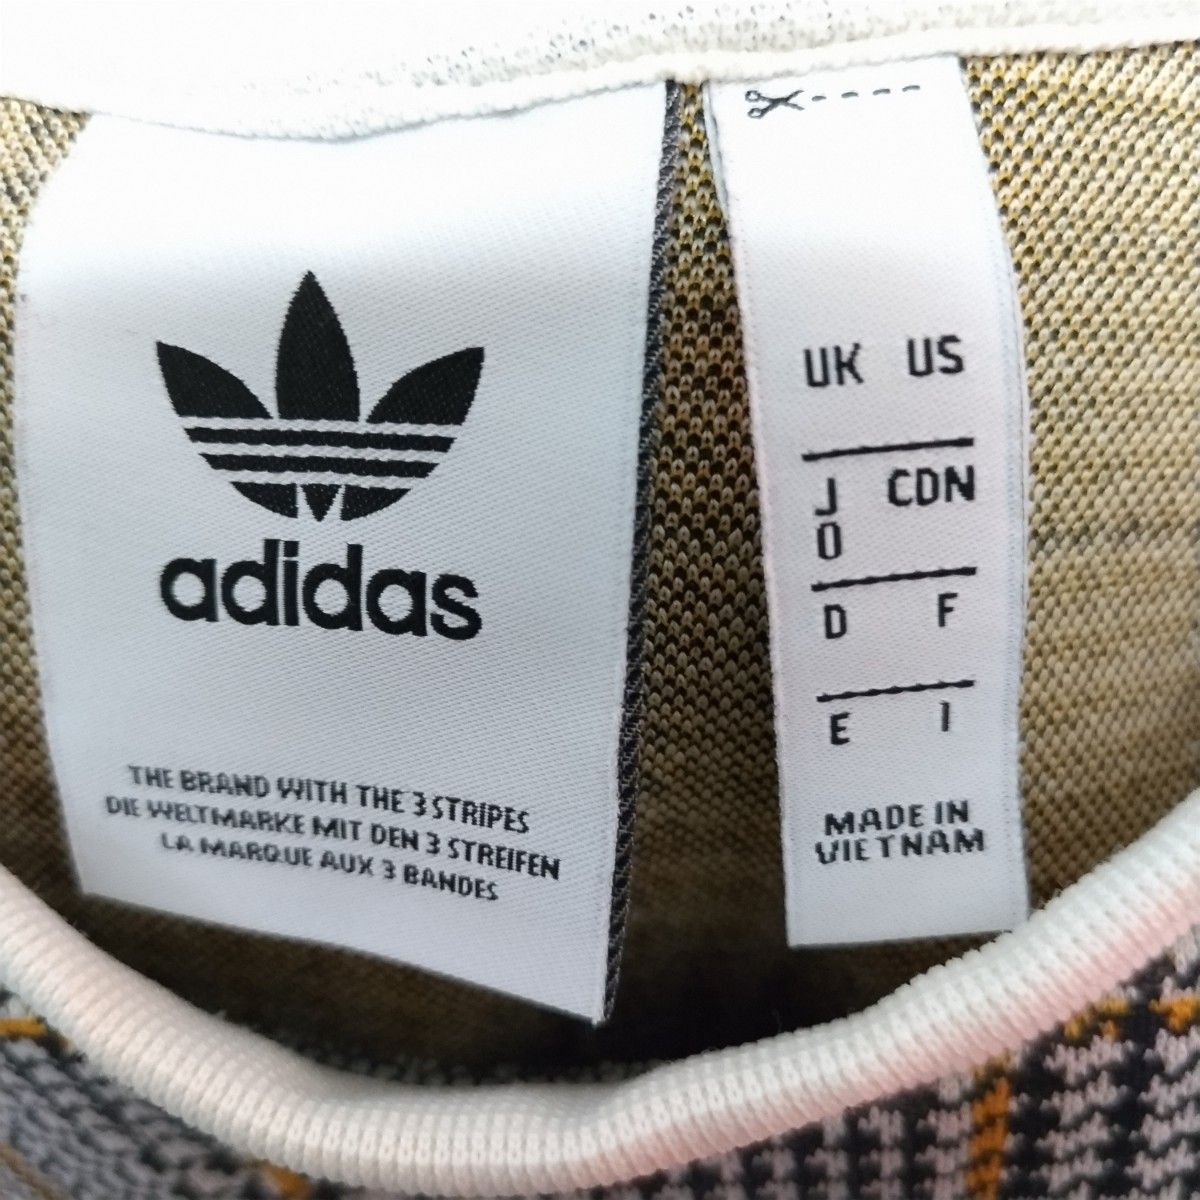 adidas
THE BRAND WITH THE 3 STRIPES
DIE WELTMARKE MIT DEN 3 STREIFEN
LA MARQUE AUX 3 BANDES
UK US
J CDN
O
D F
E I
MADE IN
VIETNAM